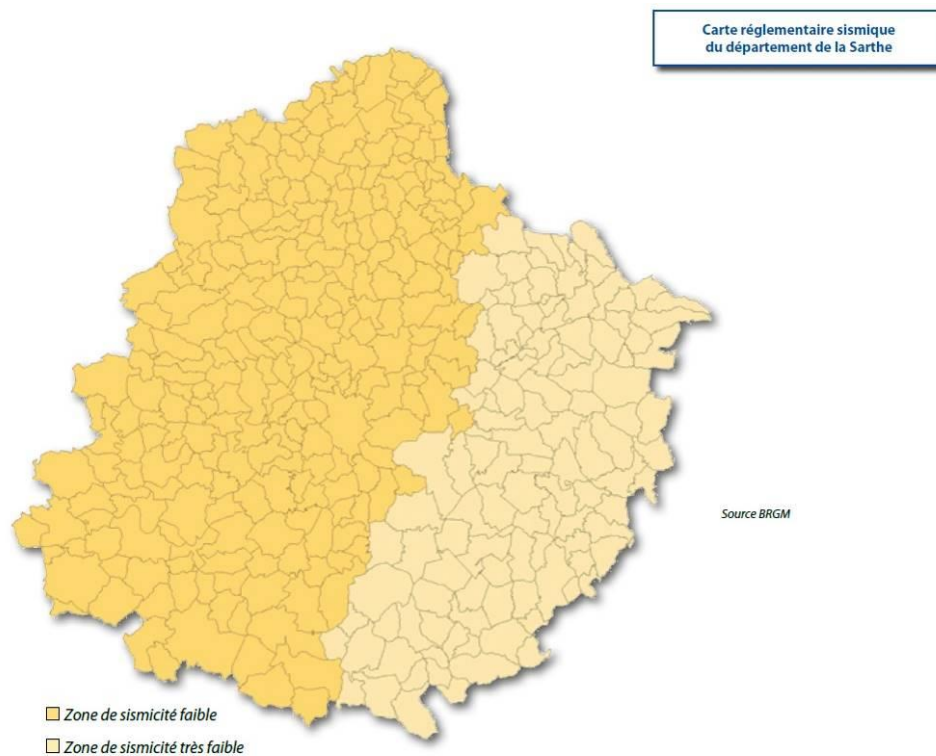 Carte réglementaire sismique
du département de la Sarthe
Source BRGM
Zone de sismicité faible
Zone de sismicité très faible